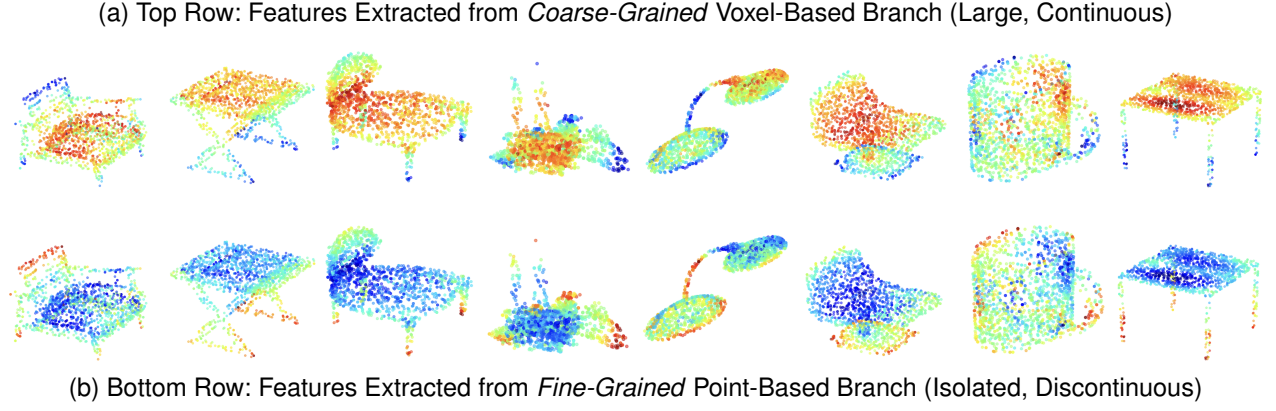 (a) Top Row: Features Extracted from Coarse-Grained Voxel-Based Branch (Large, Continuous)
(b) Bottom Row: Features Extracted from Fine-Grained Point-Based Branch (Isolated, Discontinuous)